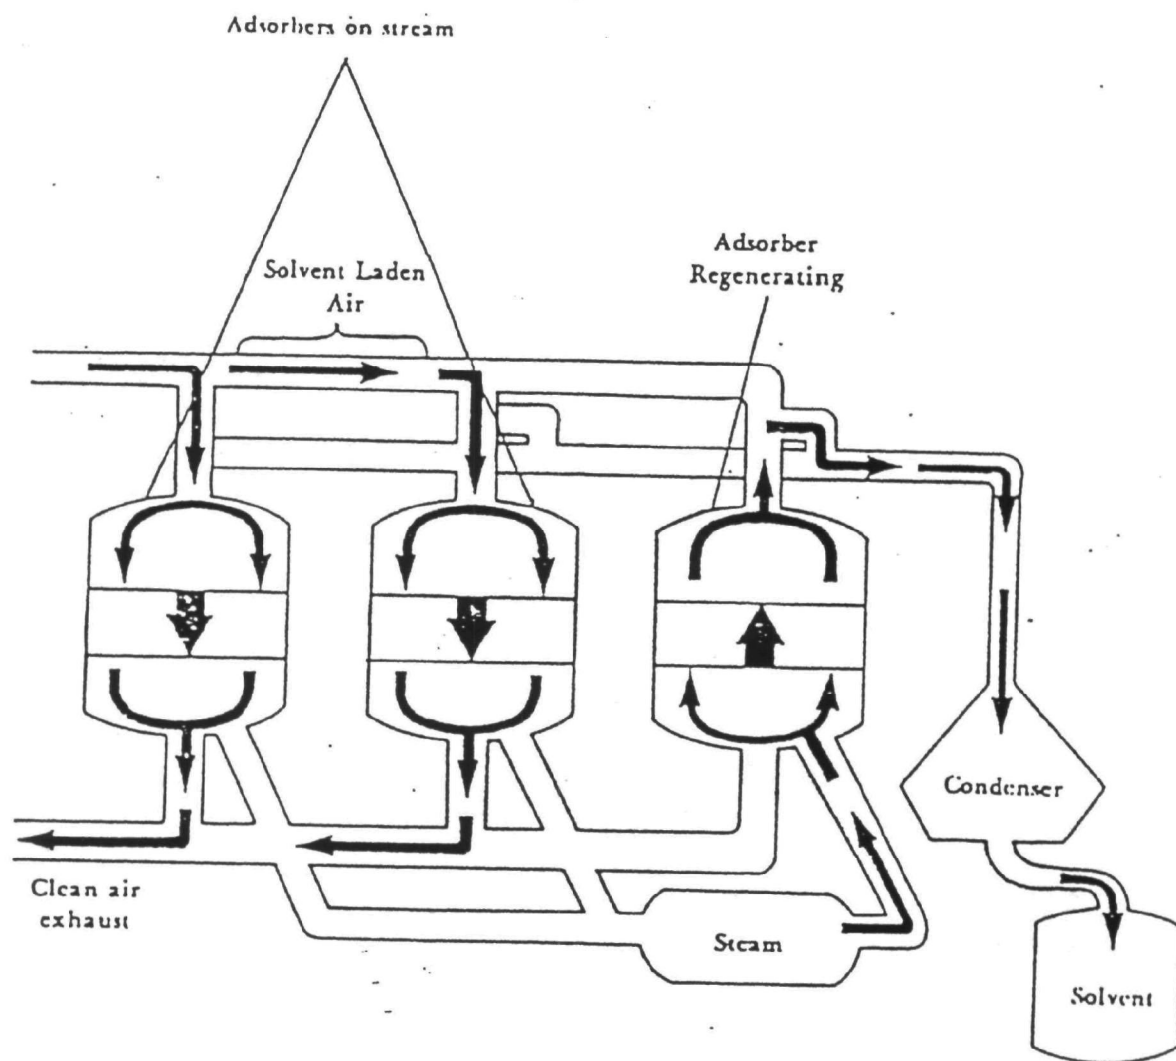 Adsorbers on stream
Solvent Laden
Air
Adsorber
Regenerating
Condenser
Clean air
exhaust
Steam
Solvent